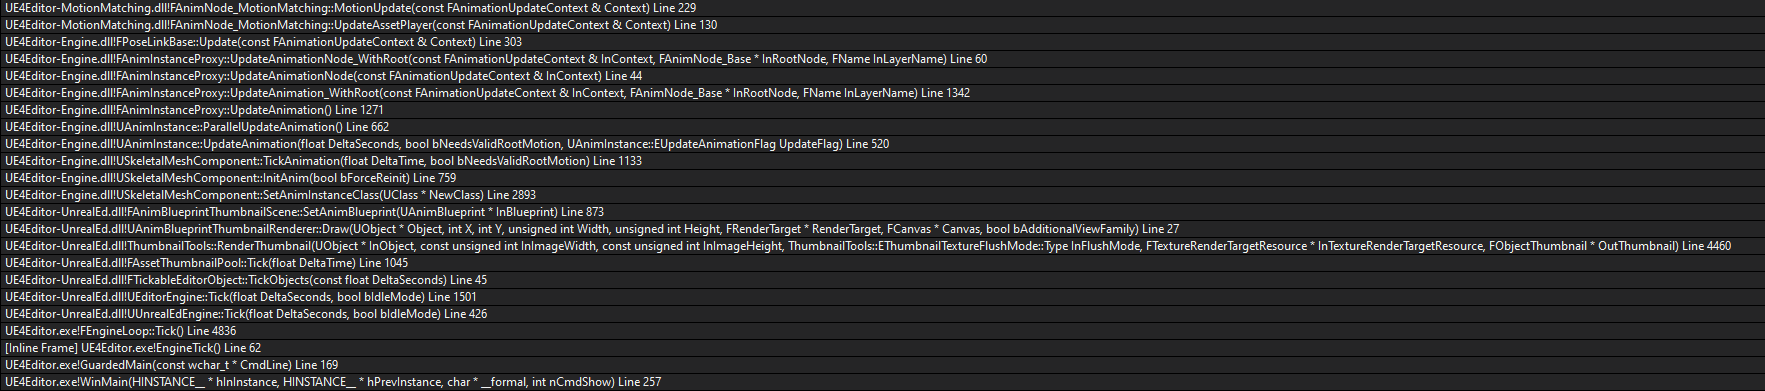 UE4Editor-MotionMatching.dll!FAnimNode_MotionMatching::MotionUpdate(const FAnimationUpdateContext & Context) Line 229
UE4Editor-MotionMatching.dll!FAnimNode_MotionMatching::UpdateAssetPlayer(const FAnimationUpdateContext & Context) Line 130
UE4Editor-Engine.dll!FPoseLinkBase::Update(const FAnimationUpdateContext & Context) Line 303
UE4Editor-Engine.dll!FAnimInstanceProxy::UpdateAnimationNode_WithRoot(const FAnimationUpdateContext & InContext, FAnimNode_Base * InRootNode, FName InLayerName) Line 60
UE4Editor-Engine.dll!FAnimInstanceProxy::UpdateAnimationNode(const FAnimationUpdateContext & InContext) Line 44
UE4Editor-Engine.dll!FAnimInstanceProxy::UpdateAnimation_WithRoot(const FAnimationUpdateContext & InContext, FAnimNode_Base * InRootNode, FName InLayerName) Line 1342
UE4Editor-Engine.dll!FAnimInstanceProxy::UpdateAnimation() Line 1271
UE4Editor-Engine.dll!UAnimInstance::ParallelUpdateAnimation() Line 662
UE4Editor-Engine.dll!UAnimInstance::UpdateAnimation(float DeltaSeconds, bool bNeedsValidRootMotion, UAnimInstance::EUpdateAnimationFlag UpdateFlag) Line 520
UE4Editor-Engine.dll!USkeletalMeshComponent::TickAnimation(float DeltaTime, bool bNeedsValidRootMotion) Line 1133
UE4Editor-Engine.dll!USkeletalMeshComponent::InitAnim(bool bForceReinit) Line 759
UE4Editor-Engine.dll!USkeletalMeshComponent::SetAnimInstanceClass(UClass * NewClass) Line 2893
UE4Editor-UnrealEd.dll!FAnimBlueprintThumbnailScene::SetAnimBlueprint(UAnimBlueprint * InBlueprint) Line 873
UE4Editor-UnrealEd.dll!UAnimBlueprintThumbnailRenderer::Draw(UObject * Object, int X, int Y, unsigned int Width, unsigned int Height, FRenderTarget * RenderTarget, FCanvas * Canvas, bool bAdditionalViewFamily) Line 27
UE4Editor-UnrealEd.dll!ThumbnailTools::RenderThumbnail(UObject * InObject, const unsigned int InImageWidth, const unsigned int InImageHeight, ThumbnailTools::EThumbnailTextureFlushMode::Type InFlushMode, FTextureRenderTargetResource * InTextureRenderTargetResource, FObjectThumbnail * OutThumbnail) Line 4460
UE4Editor-UnrealEd.dll!FAssetThumbnailPool::Tick(float DeltaTime) Line 1045
UE4Editor-UnrealEd.dll!FTickableEditorObject::TickObjects(const float DeltaSeconds) Line 45
UE4Editor-UnrealEd.dll!UEditorEngine::Tick(float DeltaSeconds, bool bIdleMode) Line 1501
UE4Editor-UnrealEd.dll!UUnrealEdEngine::Tick(float DeltaSeconds, bool bIdleMode) Line 426
UE4Editor.exe!FEngineLoop::Tick() Line 4836
[Inline Frame] UE4Editor.exe!EngineTick() Line 62
UE4Editor.exe!GuardedMain(const wchar_t * CmdLine) Line 169
UE4Editor.exe!WinMain(HINSTANCE__ * hInInstance, HINSTANCE__ * hPrevInstance, char * __formal, int nCmdShow) Line 257